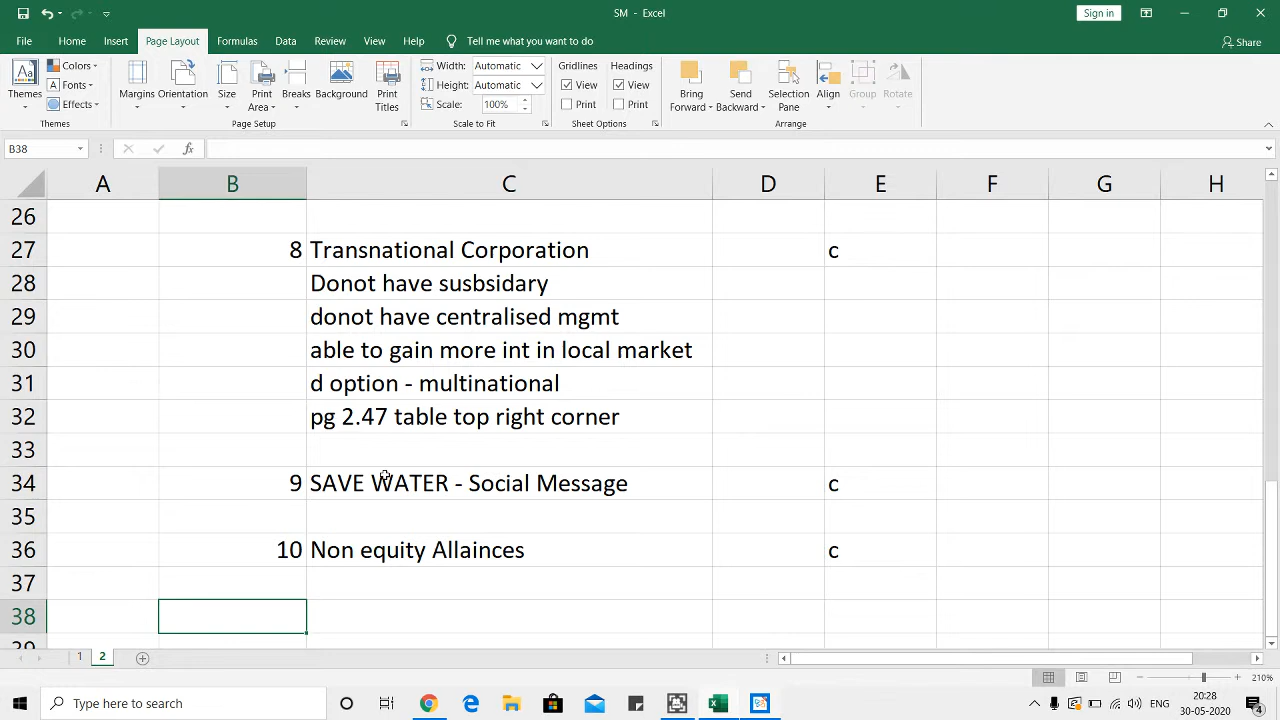 SM - Excel
Sign in
File Home Insert Page Layout Formulas Data Review View Help Tell me what you want to do Share
Aa Themes Colors Fonts Effects Themes
Margins Orientation Size Print Area Breaks Background Print Titles Page Setup
Width: Automatic Height: Automatic Scale: 100% Scale to Fit
Gridlines View Print Headings View Print Sheet Options
Bring Forward Send Backward Selection Pane Align Group Rotate Arrange
B38 fx
A B C D E F G H
26
27 8 Transnational Corporation c
28 Donot have susbsidary
29 donot have centralised mgmt
30 able to gain more int in local market
31 d option - multinational
32 pg 2.47 table top right corner
33
34 9 SAVE WATER - Social Message c
35
36 10 Non equity Allainces c
37
38
39
1 2
210%
Type here to search
ENG 20:28 30-05-2020 4